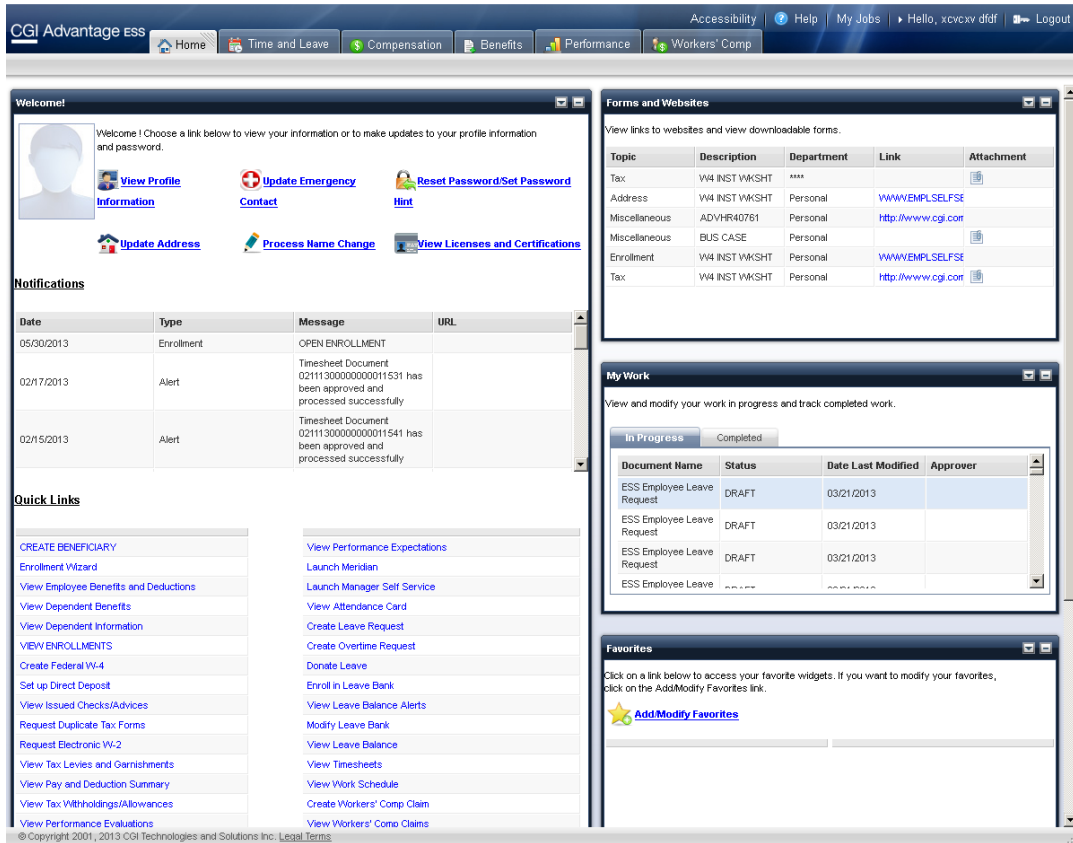 CGI Advantage ESS
Accessibility
Help
My Jobs
Hello, xcvcxv dfdf
Logout
Home
Time and Leave
Compensation
Benefits
Performance
Workers' Comp
Welcome!
Welcome ! Choose a link below to view your information or to make updates to your profile information
and password.
View Profile
Information
Update Emergency
Contact
Reset Password/Set Password
Hint
Update Address
Process Name Change
View Licenses and Certifications
Notifications
Date Type Message URL
05/30/2013 Enrollment OPEN ENROLLMENT
02/17/2013 Alert
Timesheet Document
02111300000000011531 has
been approved and
processed successfully
02/15/2013 Alert
Timesheet Document
02111300000000011541 has
been approved and
processed successfully
Quick Links
CREATE BENEFICIARY
Enrollment Wizard
View Employee Benefits and Deductions
View Dependent Benefits
View Dependent Information
VIEW ENROLLMENTS
Create Federal W-4
Set up Direct Deposit
View Issued Checks/Advices
Request Duplicate Tax Forms
Request Electronic W-2
View Tax Levies and Garnishments
View Pay and Deduction Summary
View Tax Withholdings/Allowances
View Performance Evaluations
View Performance Expectations
Launch Meridian
Launch Manager Self Service
View Attendance Card
Create Leave Request
Create Overtime Request
Donate Leave
Enroll in Leave Bank
View Leave Balance Alerts
Modify Leave Bank
View Leave Balance
View Timesheets
View Work Schedule
Create Workers' Comp Claim
View Workers' Comp Claims
Forms and Websites
View links to websites and view downloadable forms.
Topic Description Department Link Attachment
Tax W4 INST WKSHT ****
Address W4 INST WKSHT Personal WWW.EMPLSELFSE
Miscellaneous ADVHR40761 Personal http://www.cgi.com
Miscellaneous BUS CASE Personal
Enrollment W4 INST WKSHT Personal WWW.EMPLSELFSE
Tax W4 INST WKSHT Personal http://www.cgi.com
My Work
View and modify your work in progress and track completed work.
In Progress
Completed
Document Name Status Date Last Modified Approver
ESS Employee Leave
Request
DRAFT 03/21/2013
ESS Employee Leave
Request
DRAFT 03/21/2013
ESS Employee Leave
Request
DRAFT 03/21/2013
ESS Employee Leave
Favorites
Click on a link below to access your favorite widgets. If you want to modify your favorites,
click on the Add/Modify Favorites link.
Add/Modify Favorites
© Copyright 2001, 2013 CGI Technologies and Solutions Inc. Legal Terms